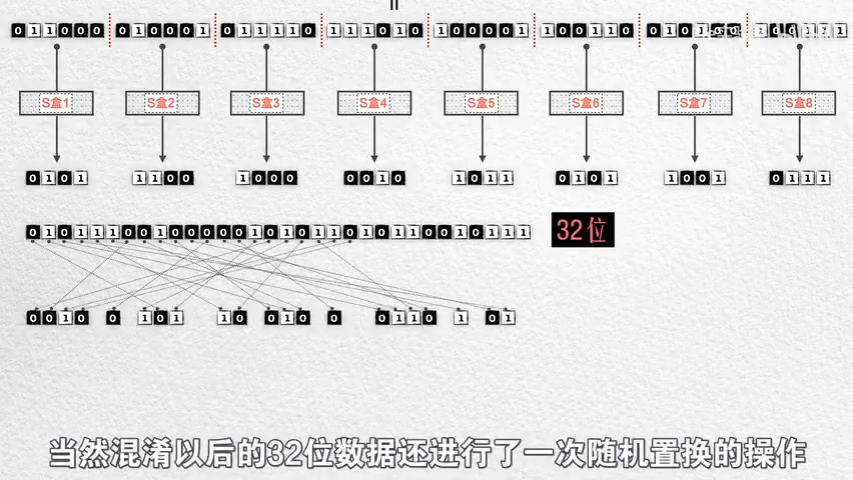 011000 010001 011110 111010 100001 100110 010100
S盒1 S盒2 S盒3 S盒4 S盒5 S盒6 S盒7 S盒8
0101 1100 1000 0010 1011 0101 1001 0111
01011100100000101011010110010111 32位
0010 0 101 10 010 0 0110 1 01
当然混淆以后的32位数据还进行了一次随机置换的操作